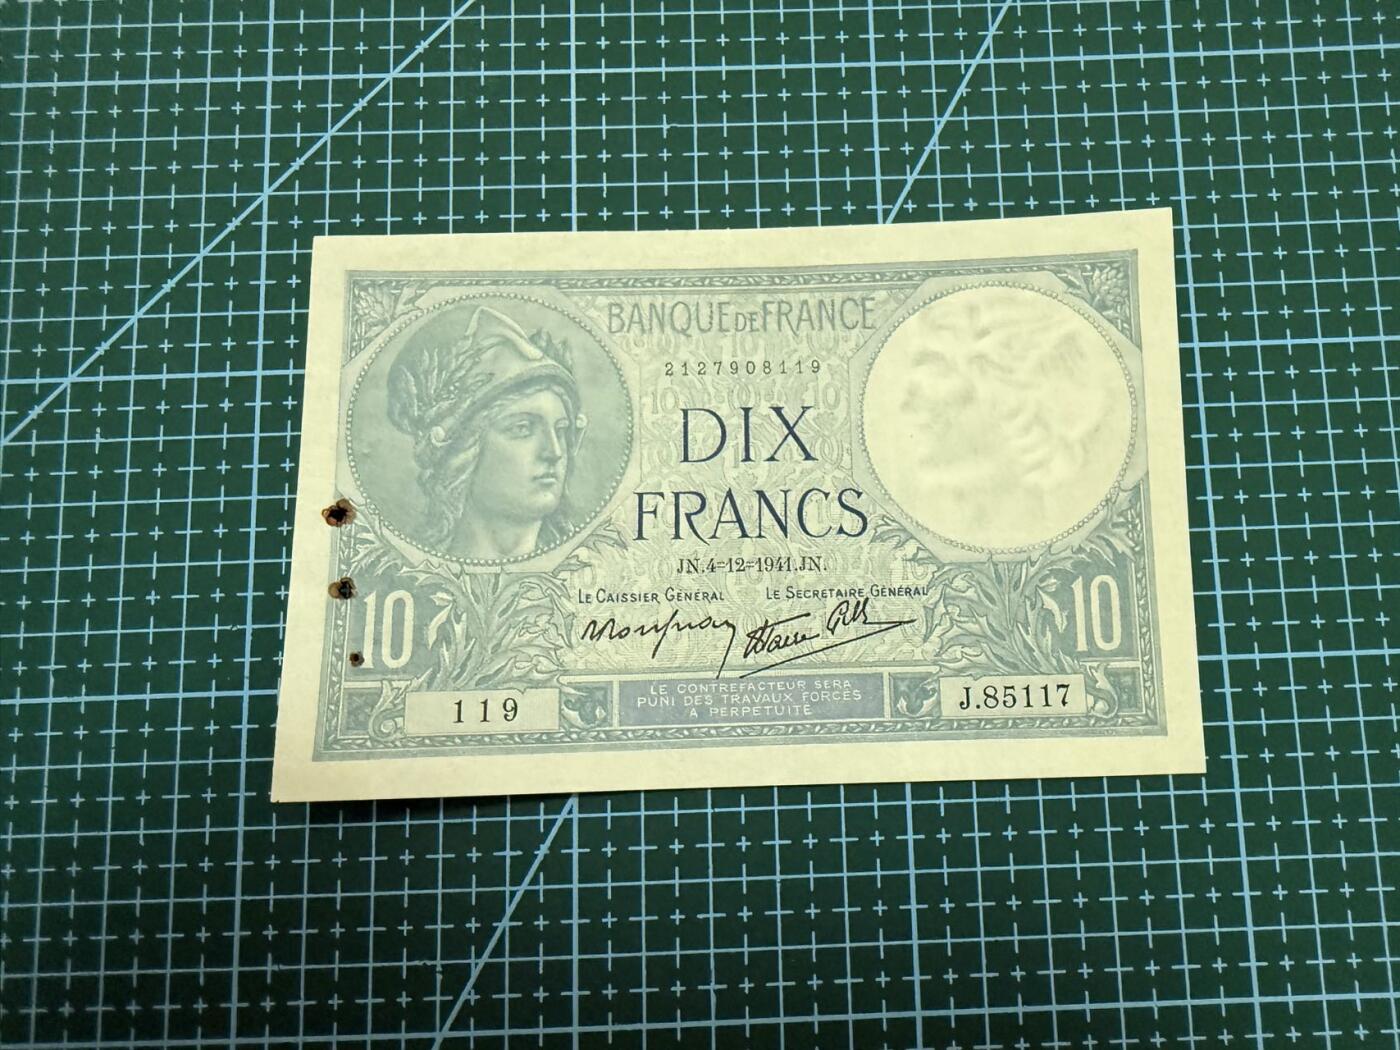 BANQUE DE FRANCE
2127908119
DIX
FRANCS
JN.4=12=1941.JN.
LE CAISSIER GÉNÉRAL LE SECRÉTAIRE GÉNÉRAL
10 10
LE CONTREFACTEUR SERA
PUNI DES TRAVAUX FORCÉS
À PERPÉTUITÉ
119 J.85117